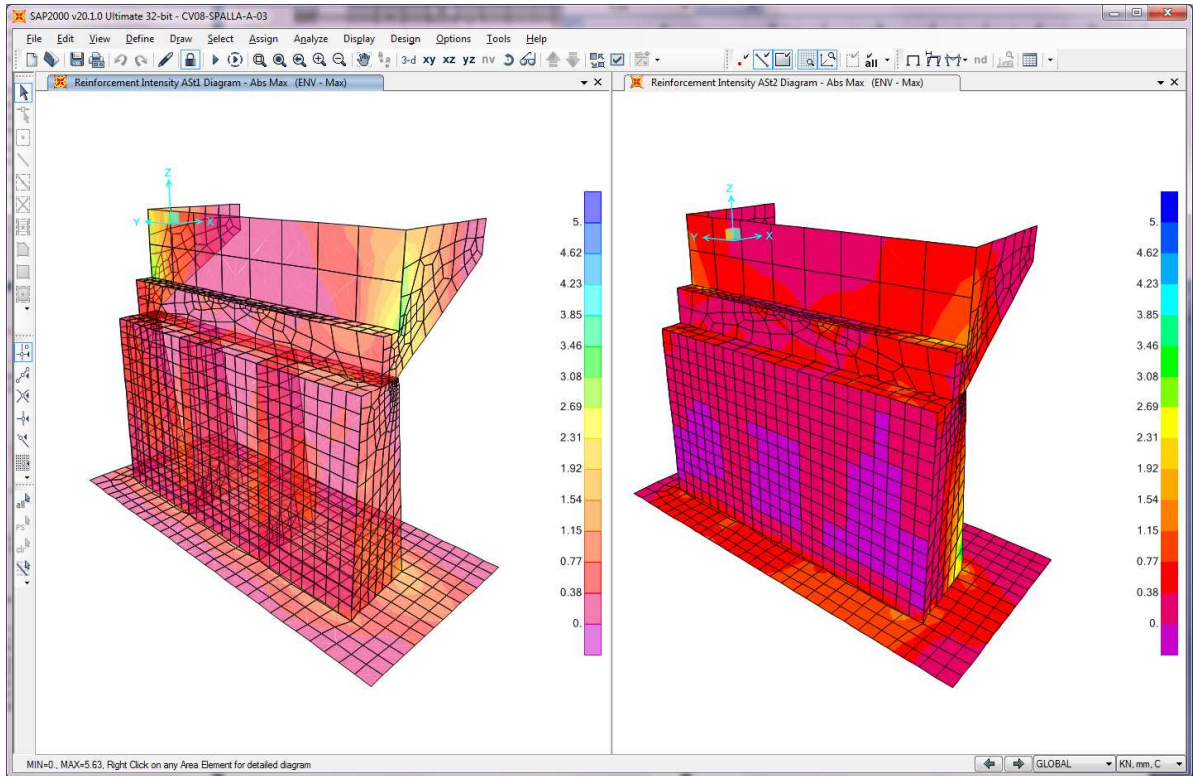 SAP2000 v20.1.0 Ultimate 32-bit - CV08-SPALLA-A-03
File Edit View Define Draw Select Assign Analyze Display Design Options Tools Help
3-d xy xz yz nv all nd
Reinforcement Intensity ASt1 Diagram - Abs Max (ENV - Max)
Reinforcement Intensity ASt2 Diagram - Abs Max (ENV - Max)
Z
Y X
5.
4.62
4.23
3.85
3.46
3.08
2.69
2.31
1.92
1.54
1.15
0.77
0.38
0.
Z
Y X
5.
4.62
4.23
3.85
3.46
3.08
2.69
2.31
1.92
1.54
1.15
0.77
0.38
0.
all
ps
clr
MIN=0., MAX=5.63, Right Click on any Area Element for detailed diagram
GLOBAL
KN, mm, C